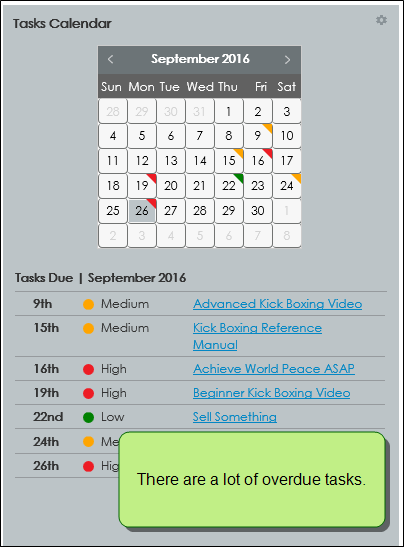 Tasks Calendar
September 2016
Sun Mon Tue Wed Thu Fri Sat
28 29 30 31 1 2 3
4 5 6 7 8 9 10
11 12 13 14 15 16 17
18 19 20 21 22 23 24
25 26 27 28 29 30 1
2 3 4 5 6 7 8
Tasks Due | September 2016
9th Medium Advanced Kick Boxing Video
15th Medium Kick Boxing Reference
Manual
16th High Achieve World Peace ASAP
19th High Beginner Kick Boxing Video
22nd Low Sell Something
24th
26th
There are a lot of overdue tasks.